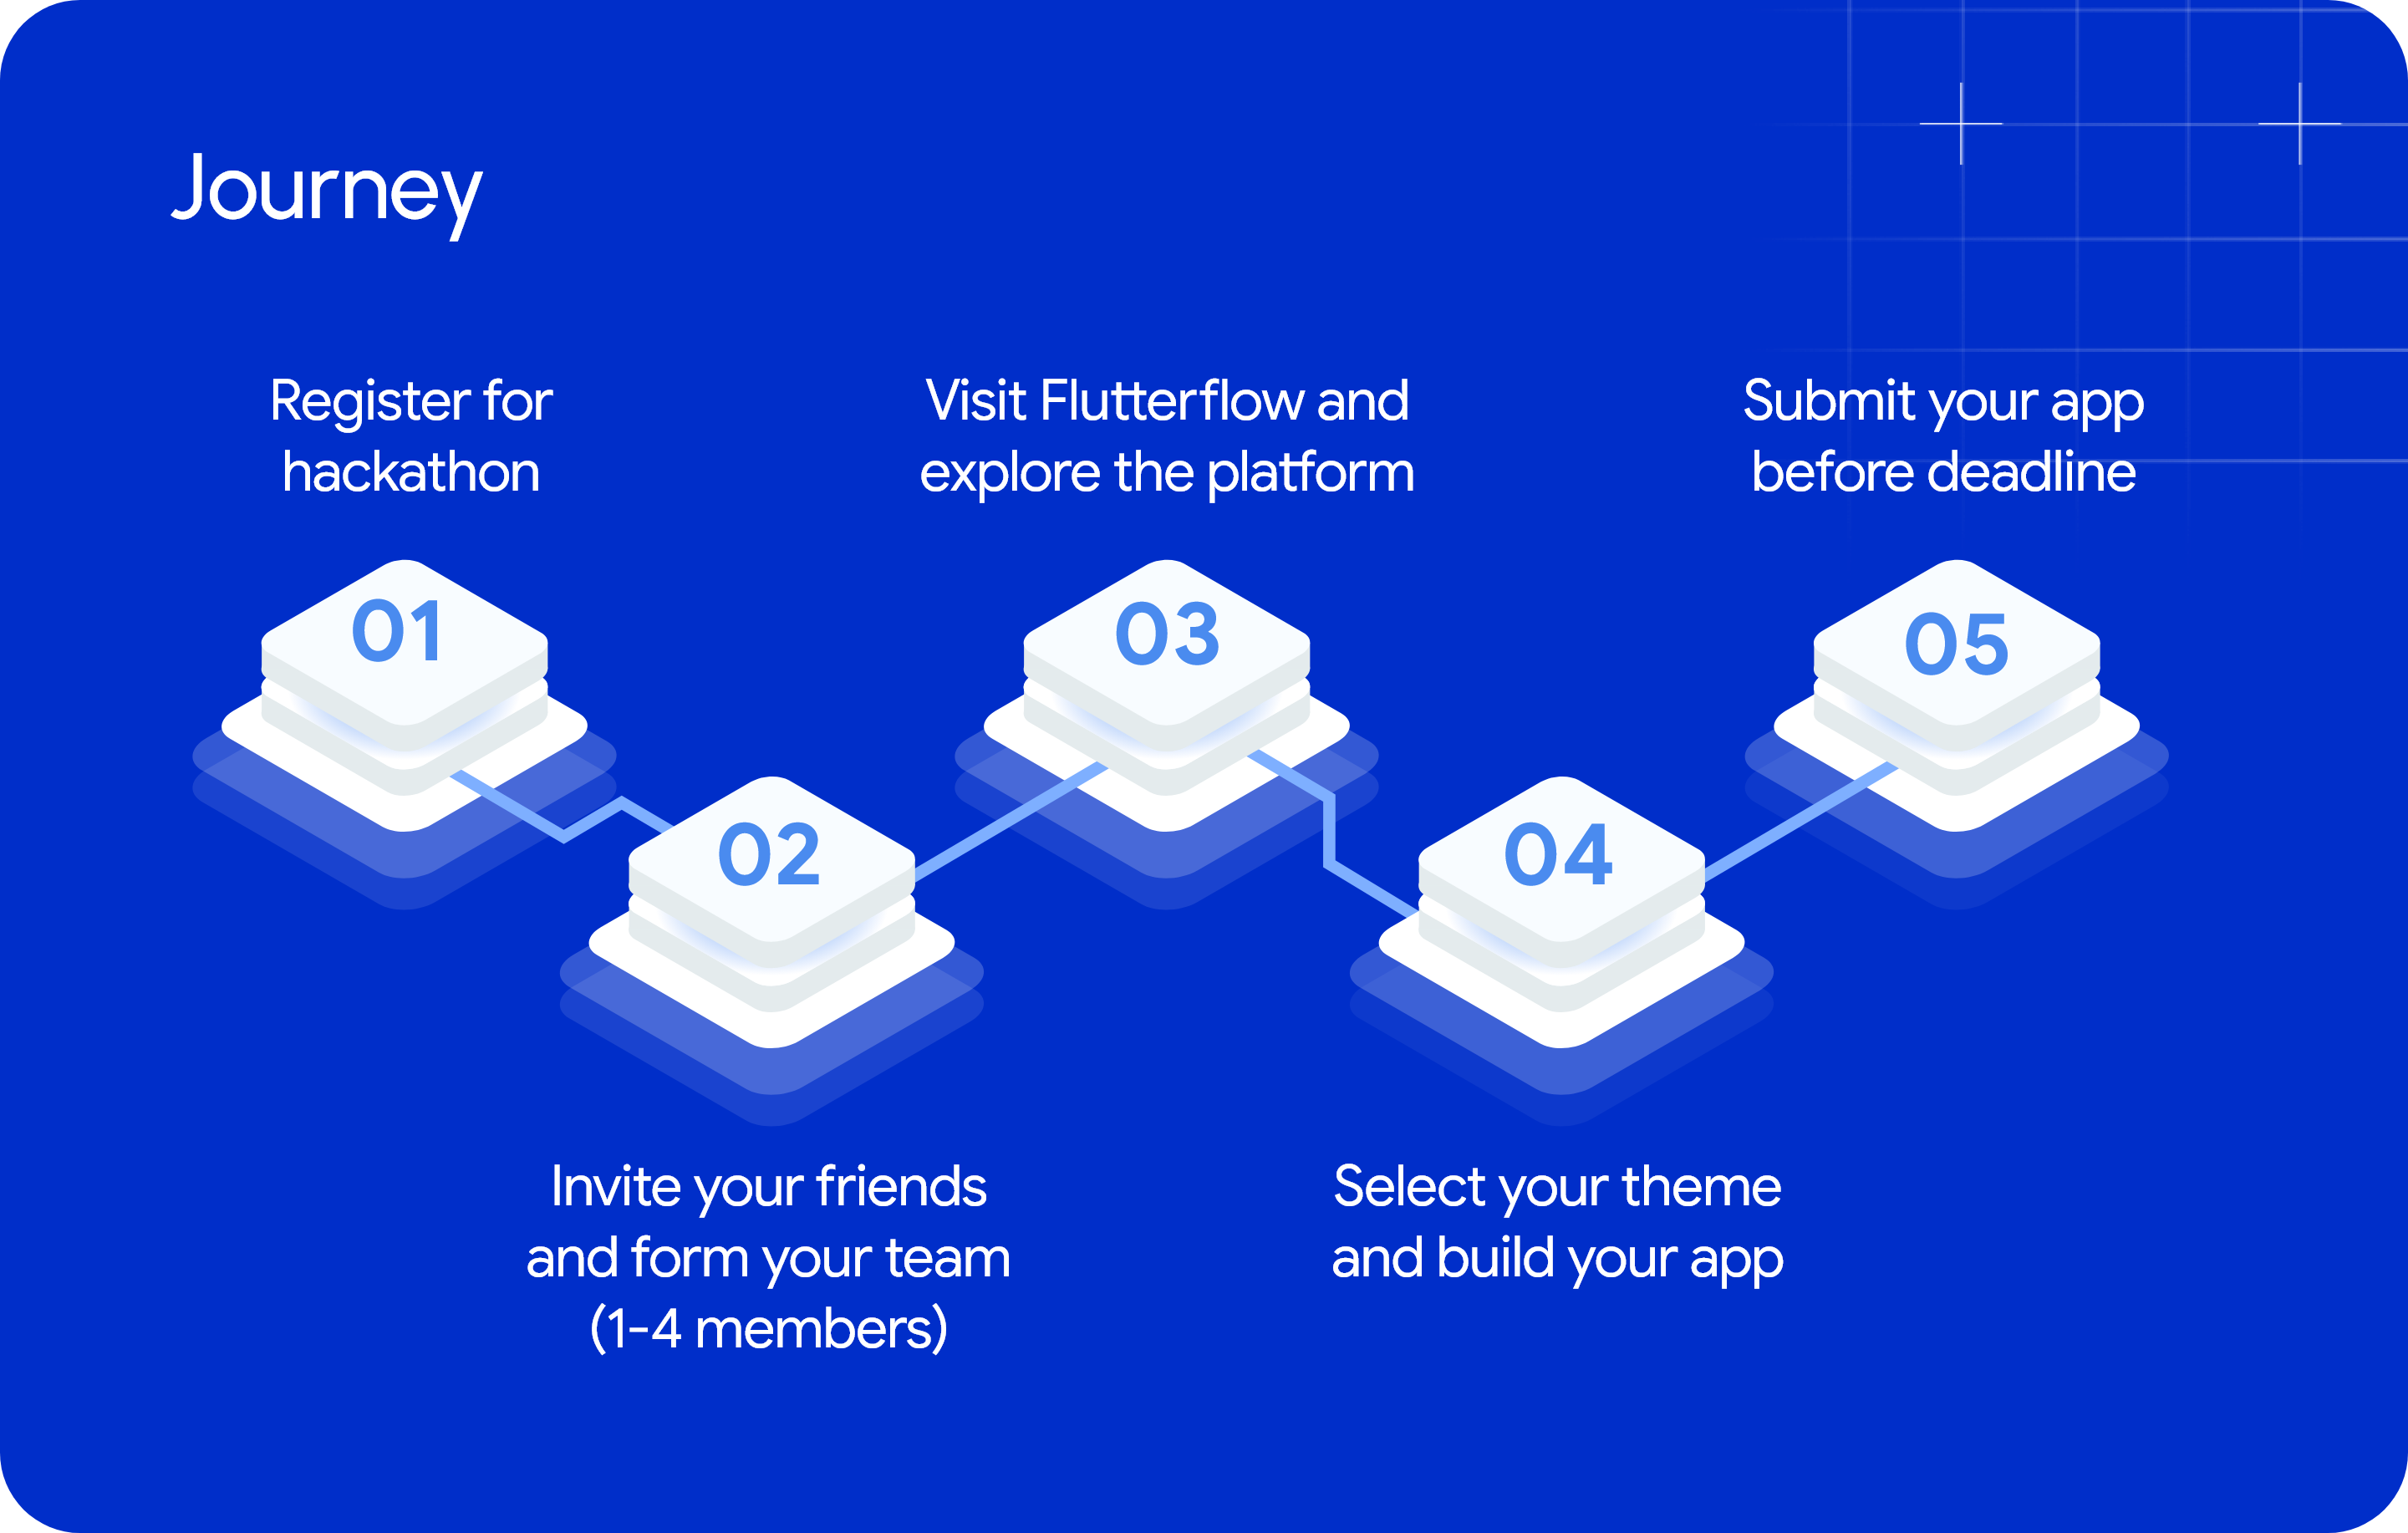 Journey
Register for
hackathon
Visit Flutterflow and
explore the platform
Submit your app
before deadline
01
03
05
02
04
Invite your friends
and form your team
(1-4 members)
Select your theme
and build your app